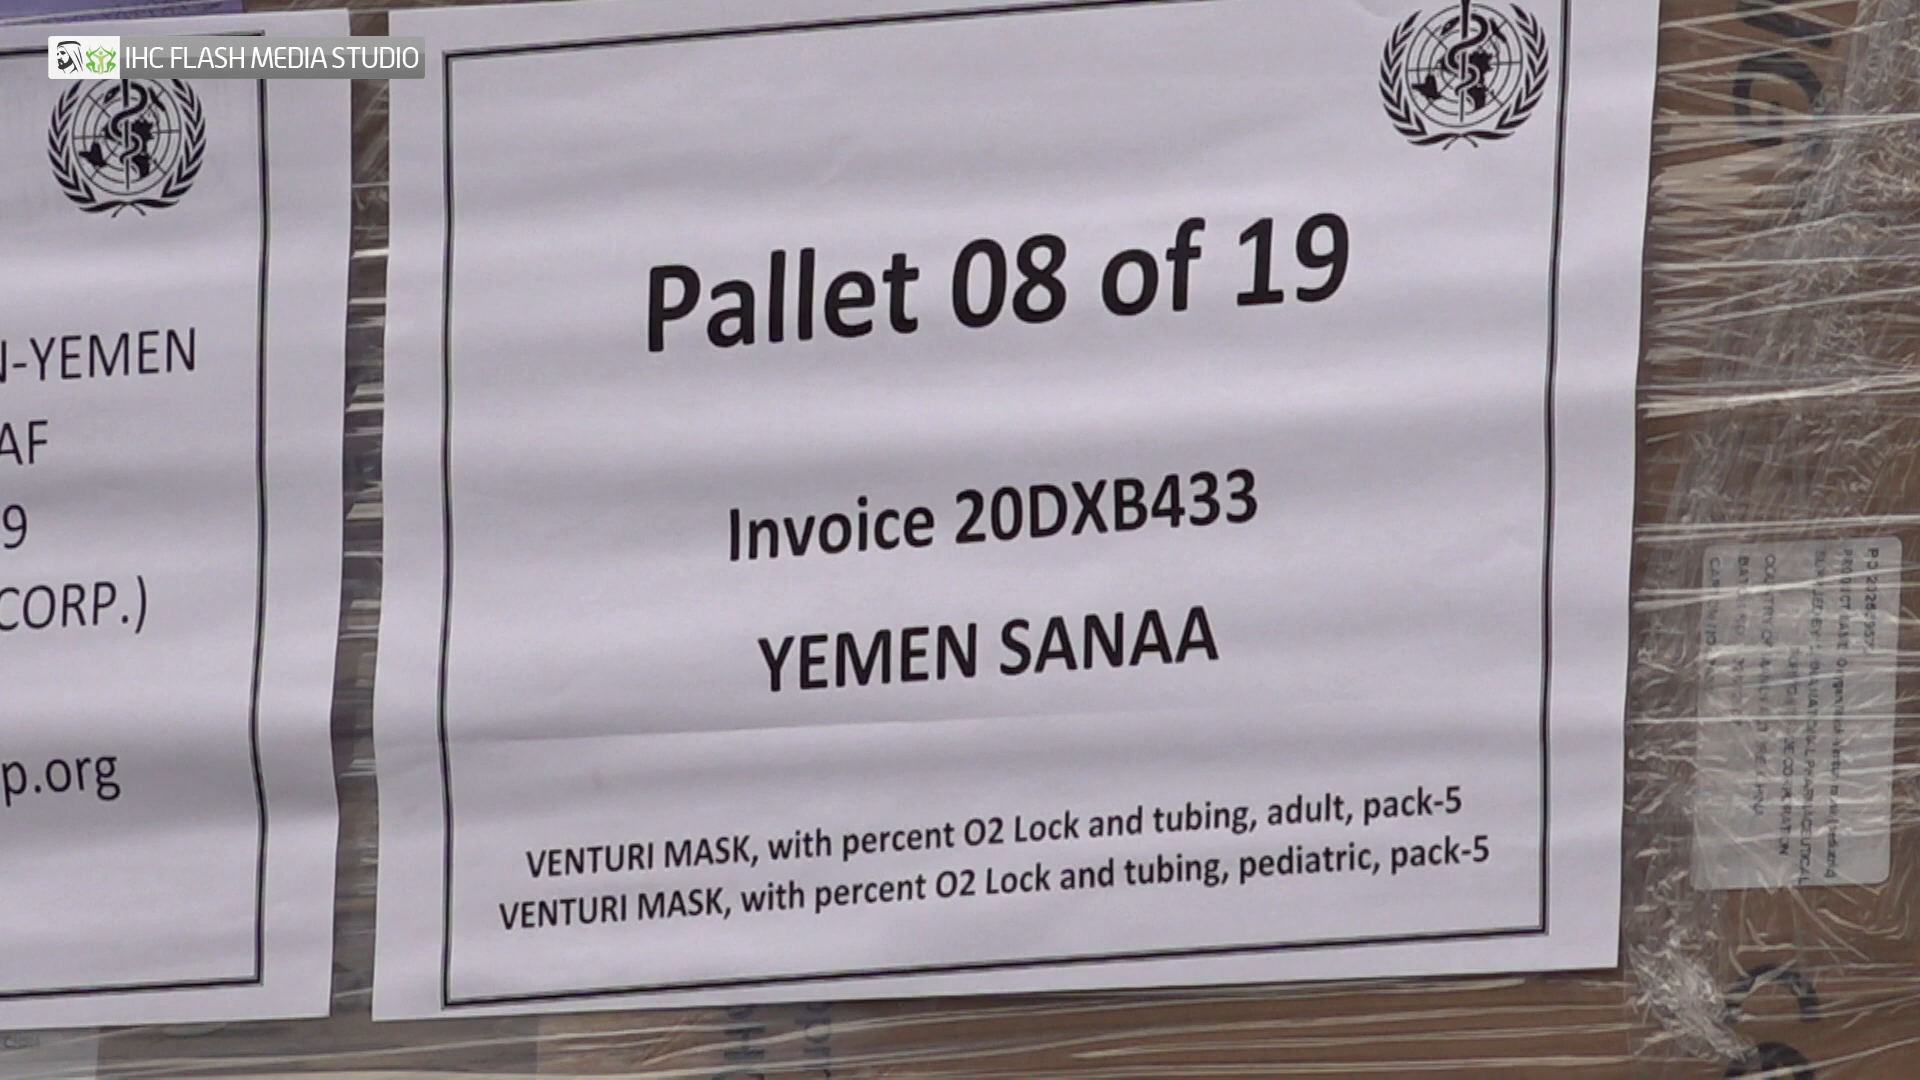 IHC FLASH MEDIA STUDIO
-YEMEN
AF
9
CORP.)
p.org
Pallet 08 of 19
Invoice 20DXB433
YEMEN SANAA
VENTURI MASK, with percent O2 Lock and tubing, adult, pack-5
VENTURI MASK, with percent O2 Lock and tubing, pediatric, pack-5